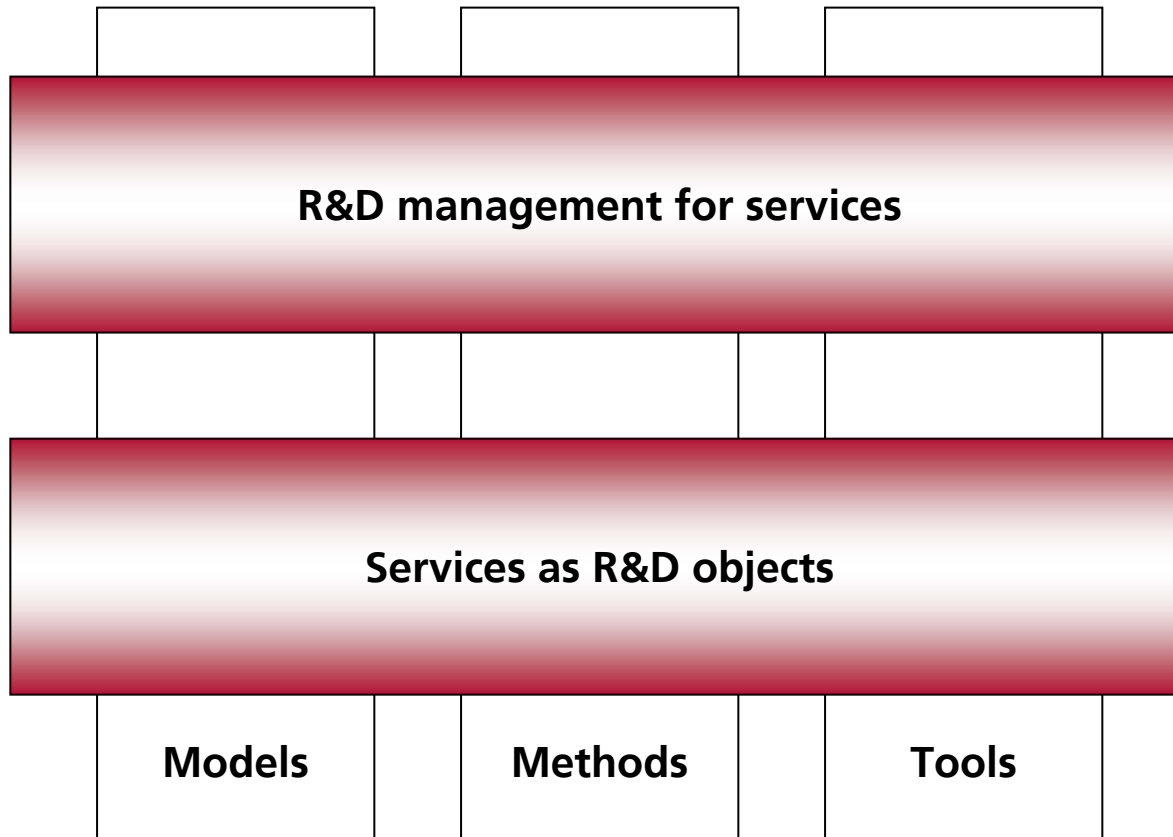 R&D management for services
Services as R&D objects
Models Methods Tools